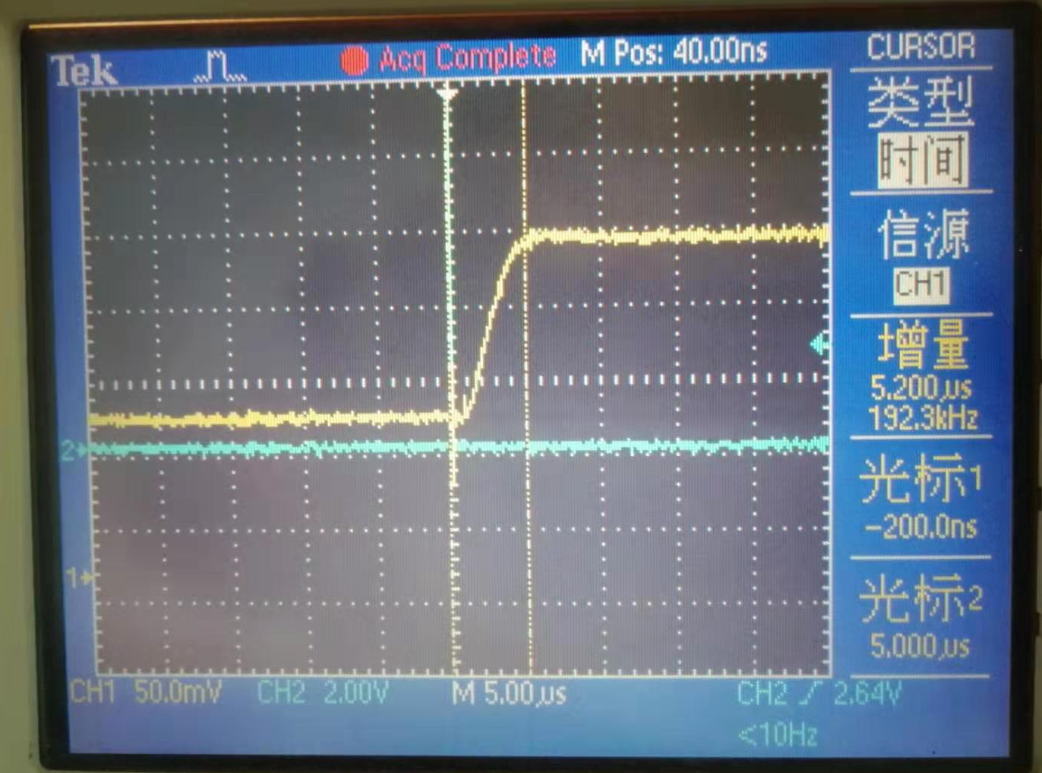 Tek
Acq Complete
M Pos: 40.00ns
CURSOR
类型
时间
信源
CH1
增量
5.200µs
192.3kHz
光标1
-200.0ns
光标2
5.000µs
2
1
CH1 50.0mV
CH2 2.00V
M 5.00µs
CH2 2.64V
<10Hz